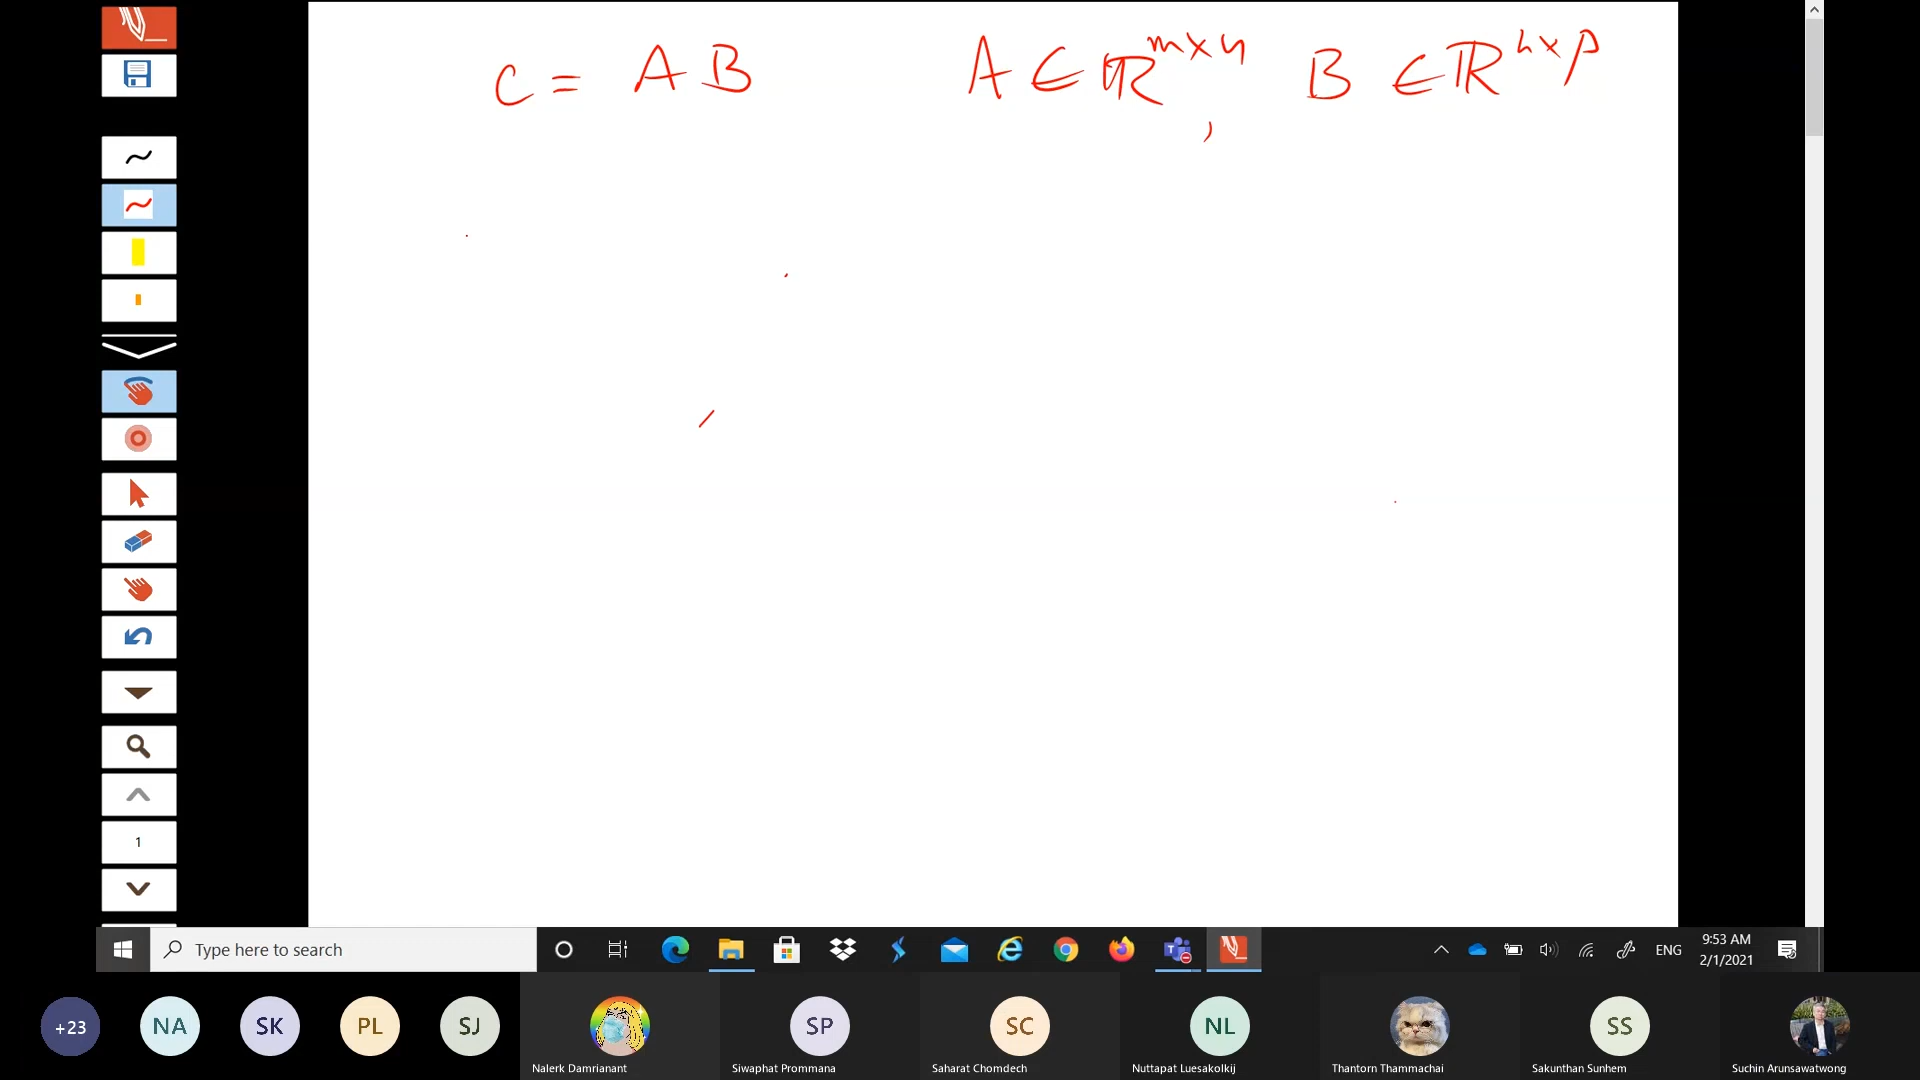 C = A B A ∈ ℝ^{m×n} , B ∈ ℝ^{n×p}
1
Type here to search
ENG
9:53 AM
2/1/2021
+23 NA SK PL SJ SP SC NL SS
Nalerk Damrianant Siwaphat Prommana Saharat Chomdech Nuttapat Luesakolkij Thantorn Thammachai Sakunthan Sunhem Suchin Arunsawatwong